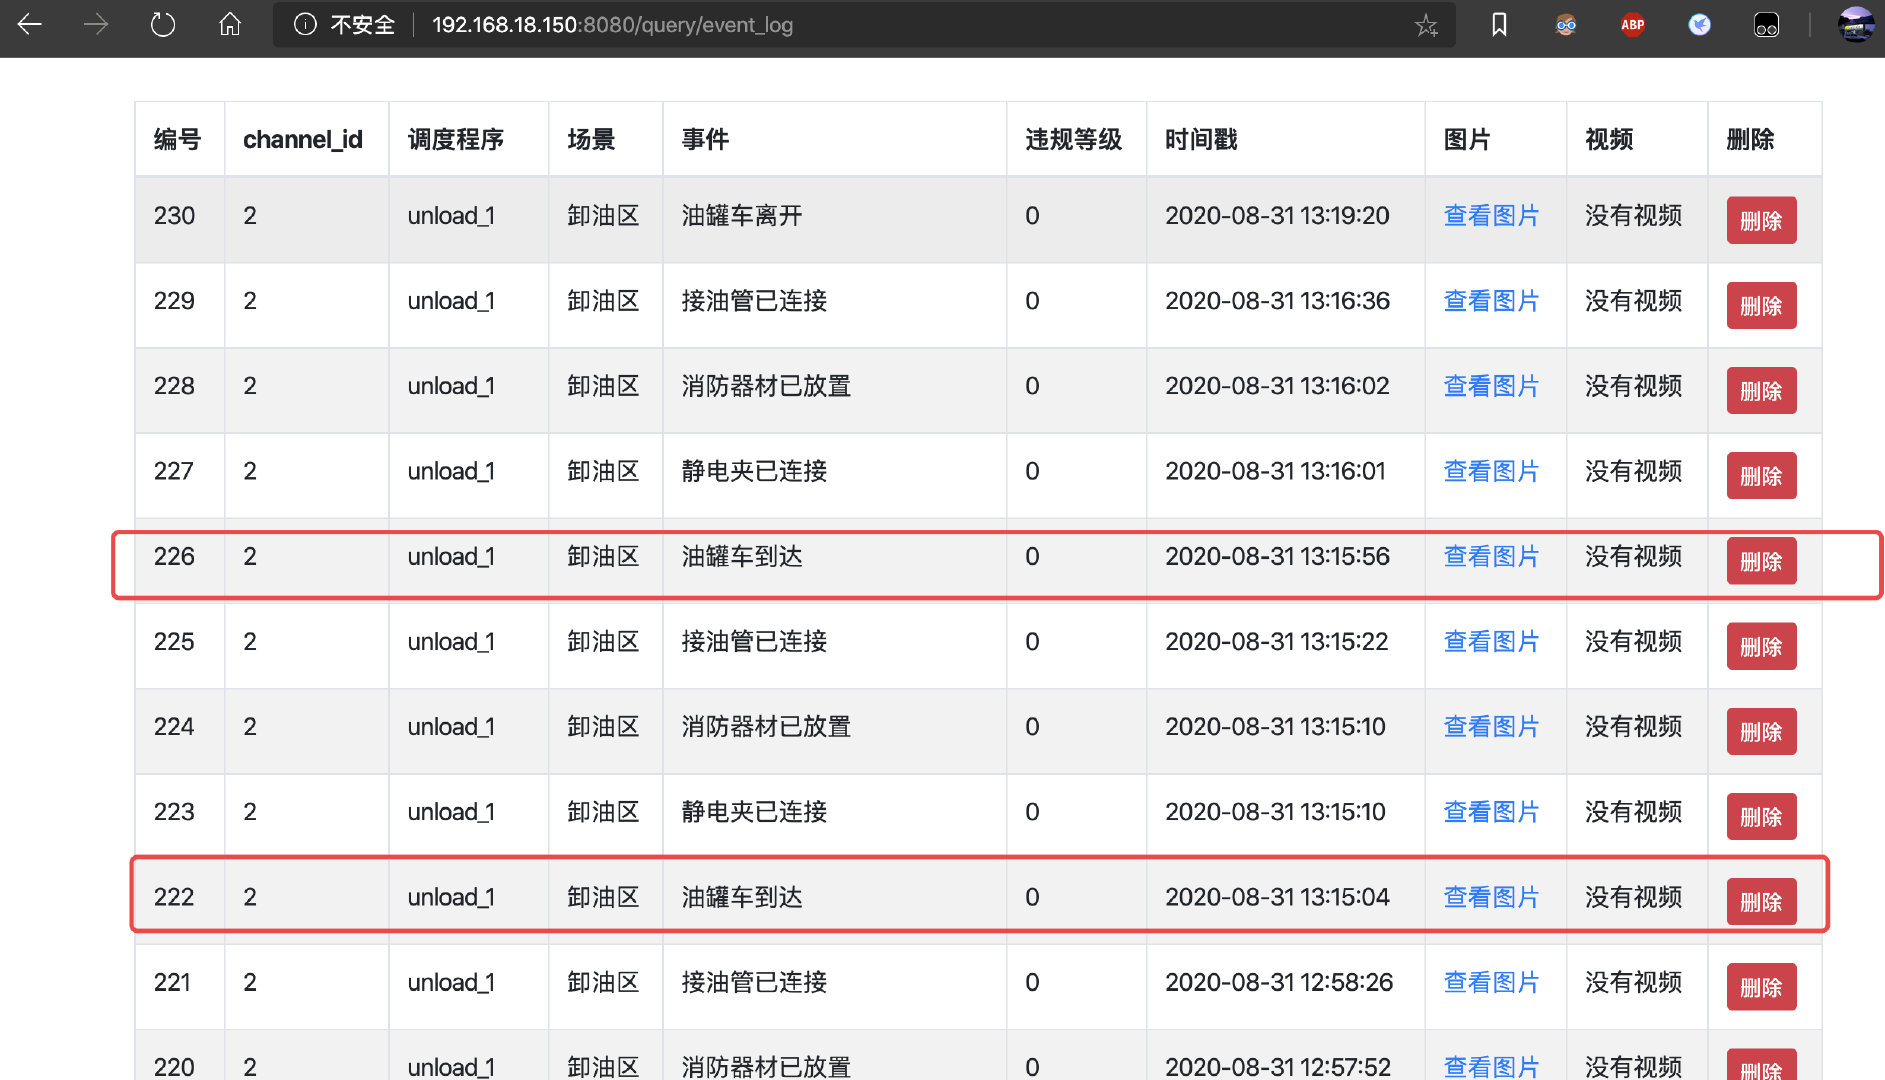 不安全 192.168.18.150:8080/query/event_log ABP
编号 channel_id 调度程序 场景 事件 违规等级 时间戳 图片 视频 删除
230 2 unload_1 卸油区 油罐车离开 0 2020-08-31 13:19:20 查看图片 没有视频 删除
229 2 unload_1 卸油区 接油管已连接 0 2020-08-31 13:16:36 查看图片 没有视频 删除
228 2 unload_1 卸油区 消防器材已放置 0 2020-08-31 13:16:02 查看图片 没有视频 删除
227 2 unload_1 卸油区 静电夹已连接 0 2020-08-31 13:16:01 查看图片 没有视频 删除
226 2 unload_1 卸油区 油罐车到达 0 2020-08-31 13:15:56 查看图片 没有视频 删除
225 2 unload_1 卸油区 接油管已连接 0 2020-08-31 13:15:22 查看图片 没有视频 删除
224 2 unload_1 卸油区 消防器材已放置 0 2020-08-31 13:15:10 查看图片 没有视频 删除
223 2 unload_1 卸油区 静电夹已连接 0 2020-08-31 13:15:10 查看图片 没有视频 删除
222 2 unload_1 卸油区 油罐车到达 0 2020-08-31 13:15:04 查看图片 没有视频 删除
221 2 unload_1 卸油区 接油管已连接 0 2020-08-31 12:58:26 查看图片 没有视频 删除
220 2 unload_1 卸油区 消防器材已放置 0 2020-08-31 12:57:52 查看图片 没有视频 删除